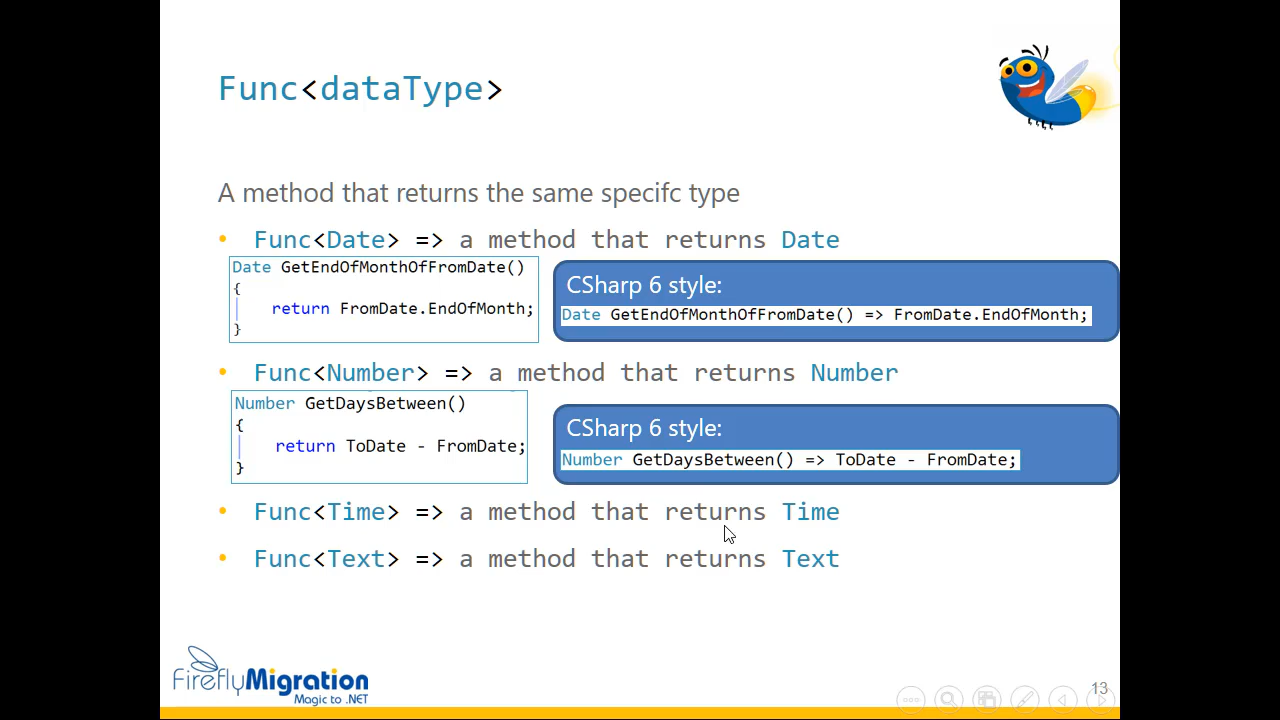 Func<dataType>
A method that returns the same specifc type
• Func<Date> => a method that returns Date
Date GetEndOfMonthOfFromDate()
{
return FromDate.EndOfMonth;
}
CSharp 6 style:
Date GetEndOfMonthOfFromDate() => FromDate.EndOfMonth;
• Func<Number> => a method that returns Number
Number GetDaysBetween()
{
return ToDate - FromDate;
}
CSharp 6 style:
Number GetDaysBetween() => ToDate - FromDate;
• Func<Time> => a method that returns Time
• Func<Text> => a method that returns Text
FireflyMigration
Magic to .NET
13